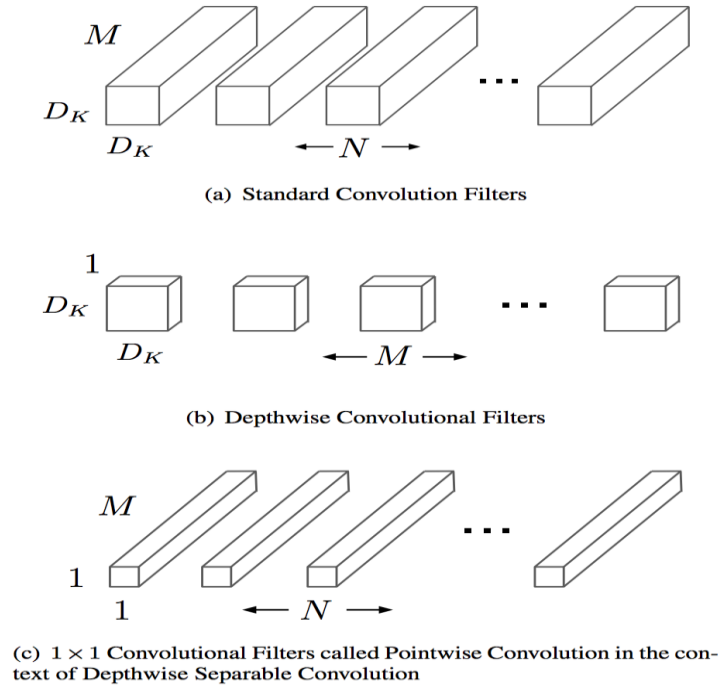 M
D_K
D_K
← N →
(a) Standard Convolution Filters
1
D_K
D_K
← M →
(b) Depthwise Convolutional Filters
M
1
1
← N →
(c) 1 × 1 Convolutional Filters called Pointwise Convolution in the con-
text of Depthwise Separable Convolution